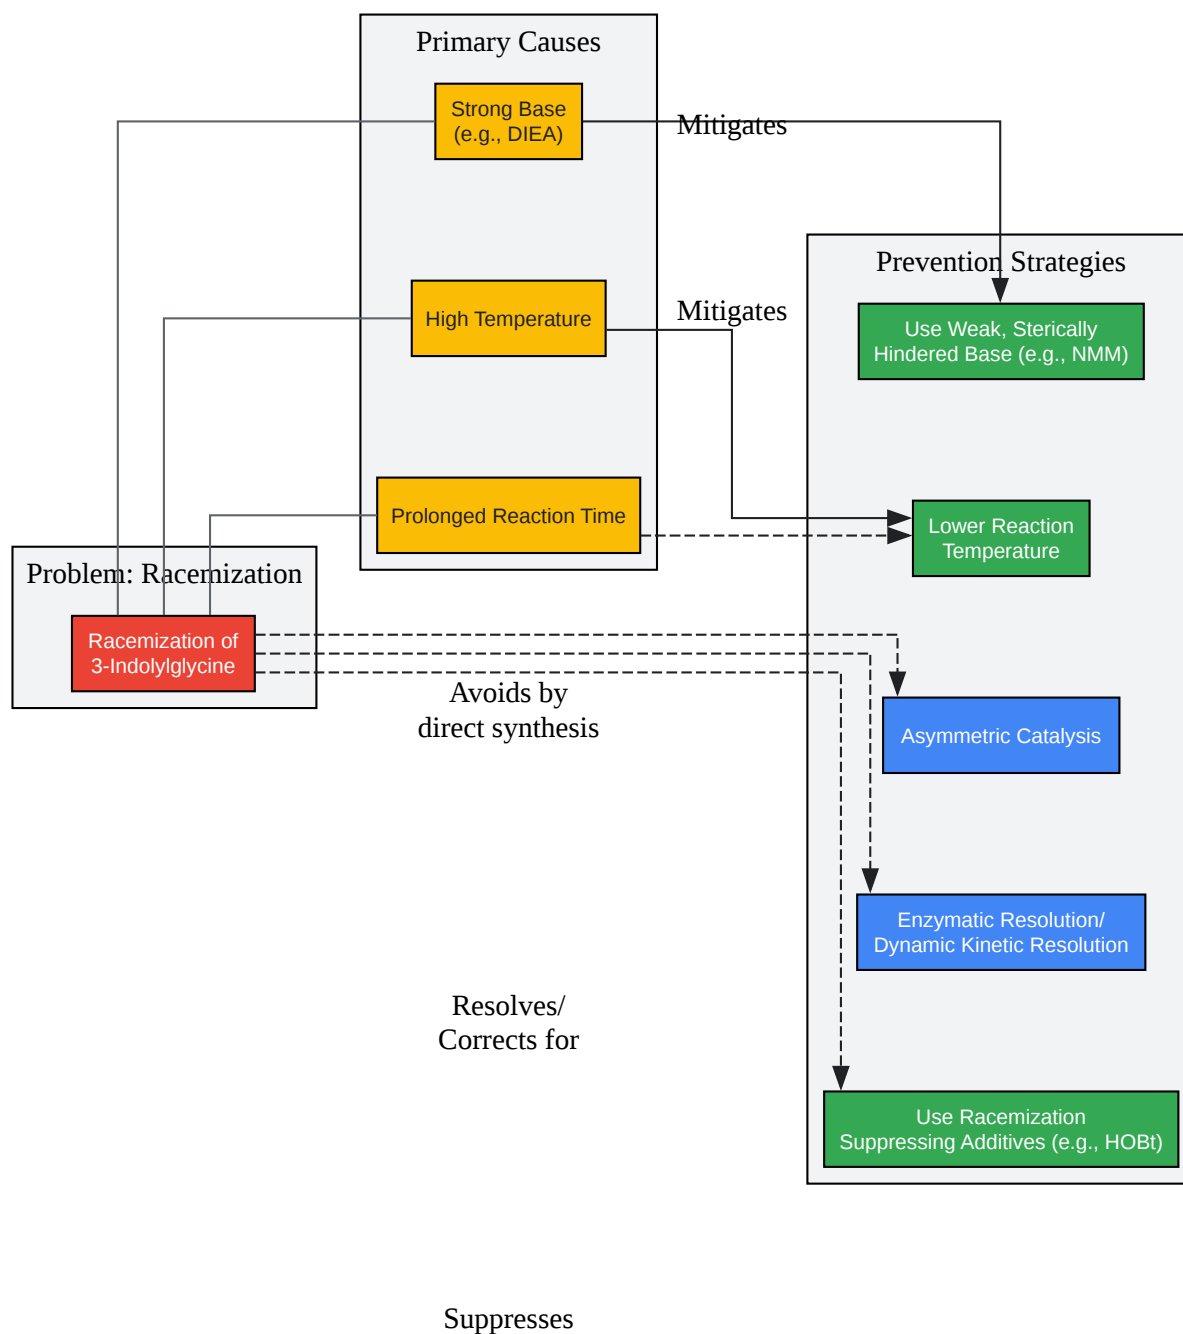 Primary Causes
Strong Base
(e.g., DIEA)
Mitigates
Prevention Strategies
High Temperature
Mitigates
Use Weak, Sterically
Hindered Base (e.g., NMM)
Prolonged Reaction Time
Lower Reaction
Temperature
Problem: Racemization
Racemization of
3-Indolylglycine
Avoids by
direct synthesis
Asymmetric Catalysis
Enzymatic Resolution/
Dynamic Kinetic Resolution
Resolves/
Corrects for
Use Racemization
Suppressing Additives (e.g., HOBt)
Suppresses